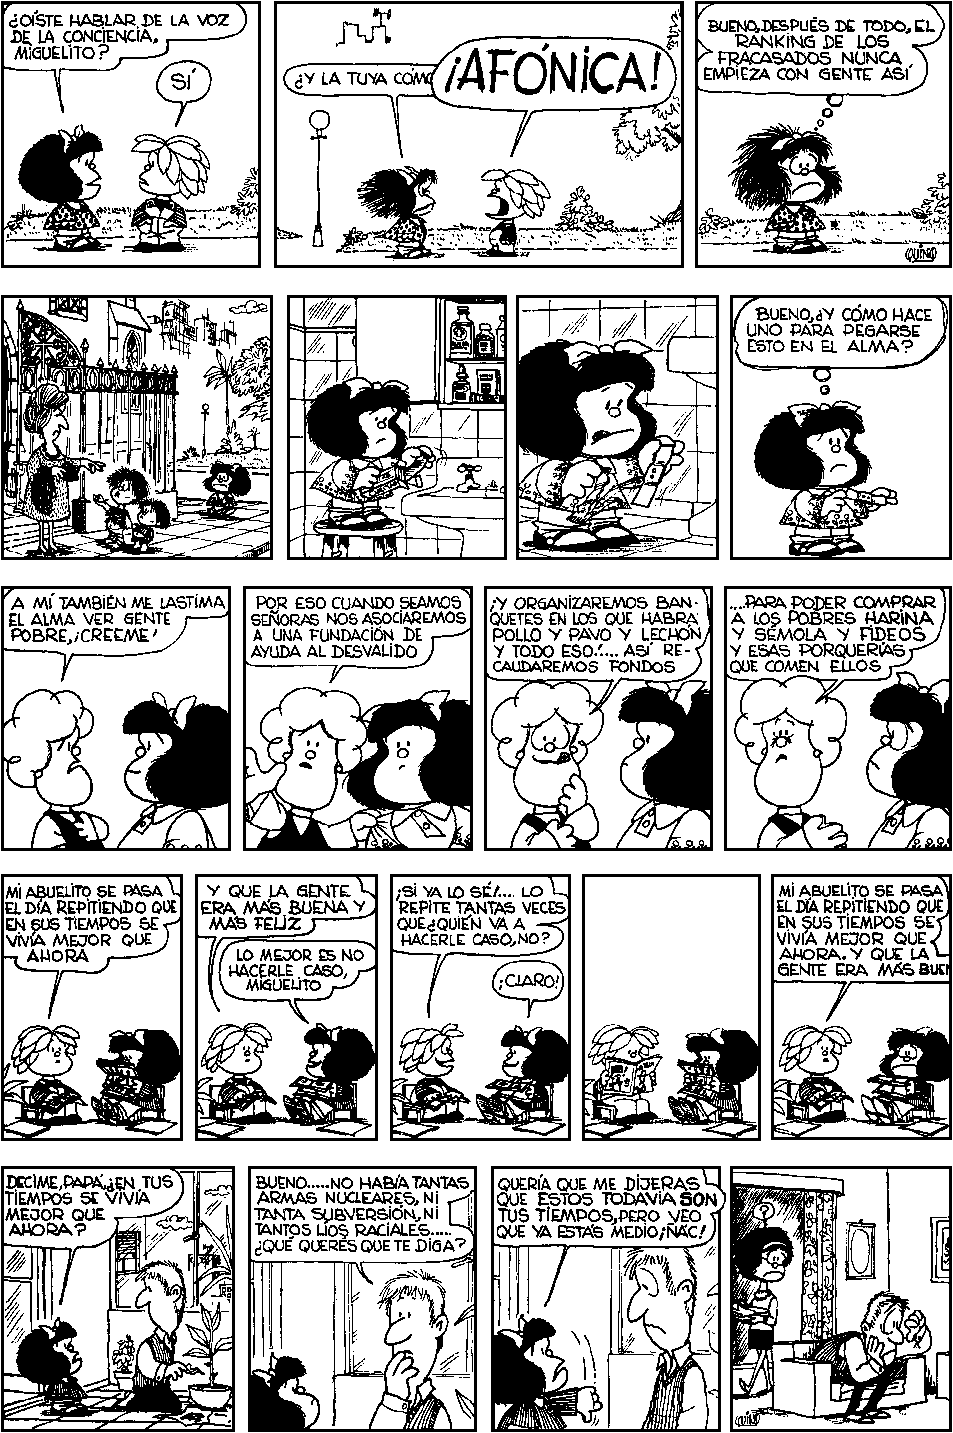 ¿OÍSTE HABLAR DE LA VOZ
DE LA CONCIENCIA,
MIGUELITO?
SÍ
¿Y LA TUYA CÓMO
¡AFÓNICA!
BUENO, DESPUÉS DE TODO, EL
RANKING DE LOS
FRACASADOS NUNCA
EMPIEZA CON GENTE ASÍ
QUINO
BUENO, ¿Y CÓMO HACE
UNO PARA PEGARSE
ESTO EN EL ALMA?
A MÍ TAMBIÉN ME LASTIMA
EL ALMA VER GENTE
POBRE, ¡CREEME!
POR ESO CUANDO SEAMOS
SEÑORAS NOS ASOCIAREMOS
A UNA FUNDACIÓN DE
AYUDA AL DESVALIDO
¡Y ORGANIZAREMOS BAN-
QUETES EN LOS QUE HABRÁ
POLLO Y PAVO Y LECHÓN
Y TODO ESO!... ASÍ RE-
CAUDAREMOS FONDOS
...PARA PODER COMPRAR
A LOS POBRES HARINA
Y SÉMOLA Y FIDEOS
Y ESAS PORQUERÍAS
QUE COMEN ELLOS
MI ABUELITO SE PASA
EL DÍA REPITIENDO QUE
EN SUS TIEMPOS SE
VIVÍA MEJOR QUE
AHORA
Y QUE LA GENTE
ERA MÁS BUENA Y
MÁS FELIZ
LO MEJOR ES NO
HACERLE CASO,
MIGUELITO
¡SI YA LO SÉ!.... LO
REPITE TANTAS VECES
QUE ¿QUIÉN VA A
HACERLE CASO, NO?
¡CLARO!
MI ABUELITO SE PASA
EL DÍA REPITIENDO QUE
EN SUS TIEMPOS SE
VIVÍA MEJOR QUE
AHORA. Y QUE LA
GENTE ERA MÁS BUEN
DECIME, PAPÁ, ¿EN TUS
TIEMPOS SE VIVÍA
MEJOR QUE
AHORA?
BUENO.....NO HABÍA TANTAS
ARMAS NUCLEARES, NI
TANTA SUBVERSIÓN, NI
TANTOS LÍOS RACIALES.....
¿QUÉ QUERÉS QUE TE DIGA?
QUERÍA QUE ME DIJERAS
QUE ESTOS TODAVÍA SON
TUS TIEMPOS, PERO VEO
QUE YA ESTÁS MEDIO ¡ÑAC!
QUINO